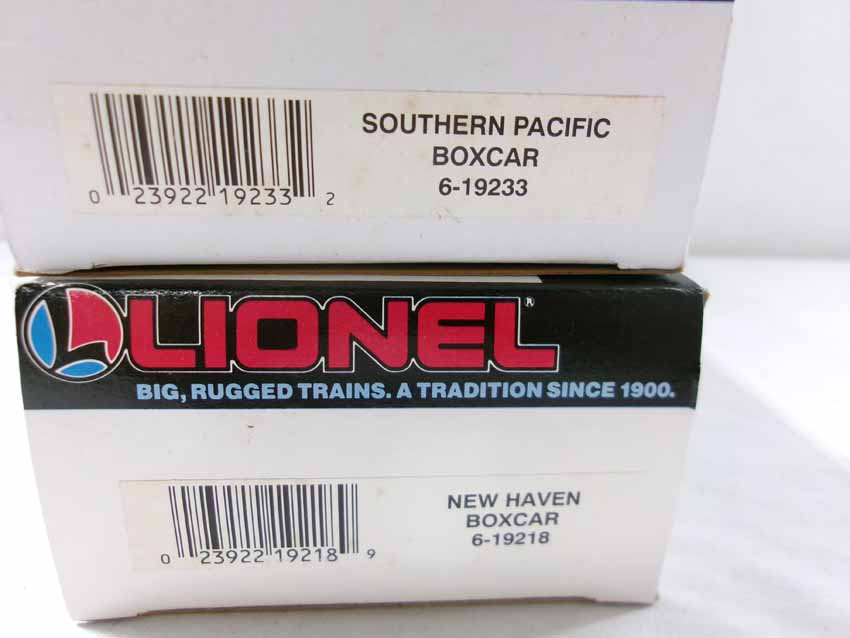 SOUTHERN PACIFIC
BOXCAR
6-19233
0 23922 19233 2
LIONEL®
BIG, RUGGED TRAINS. A TRADITION SINCE 1900.
NEW HAVEN
BOXCAR
6-19218
0 23922 19218 9